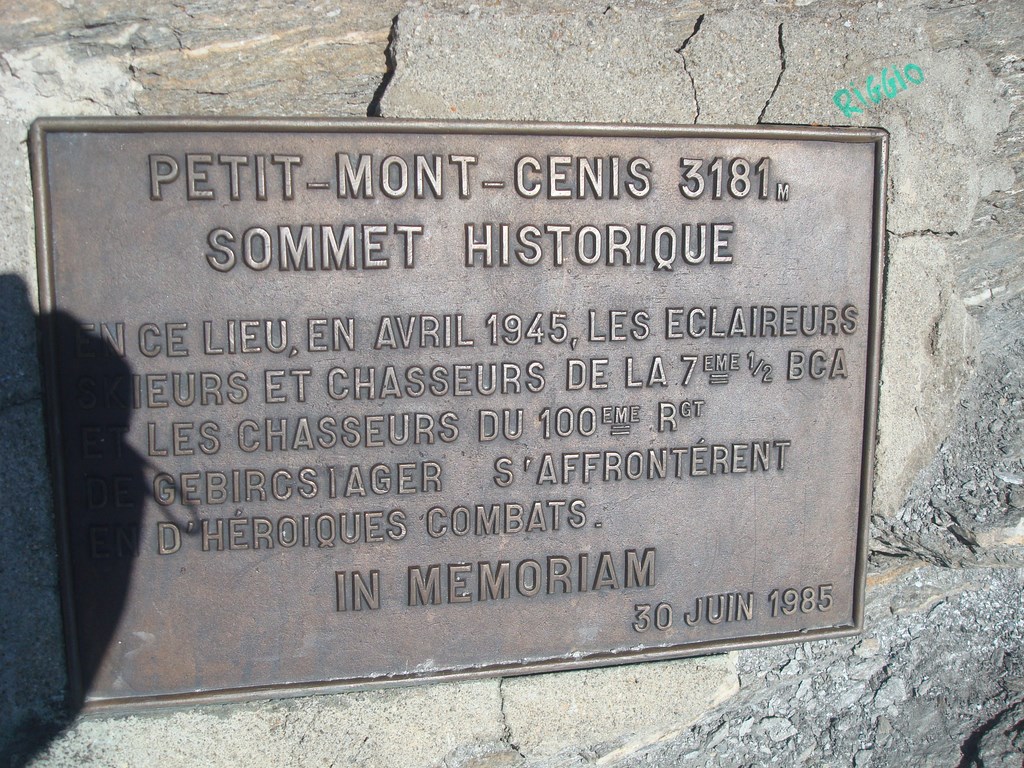 RIGGIO
PETIT-MONT-CENIS 3181M
SOMMET HISTORIQUE
EN CE LIEU, EN AVRIL 1945, LES ECLAIREURS
SKIEURS ET CHASSEURS DE LA 7EME 1/2 BCA
ET LES CHASSEURS DU 100EME RGT
DE GEBIRCSIAGER S'AFFRONTÉRENT
EN D'HÉROIQUES COMBATS.
IN MEMORIAM
30 JUIN 1985